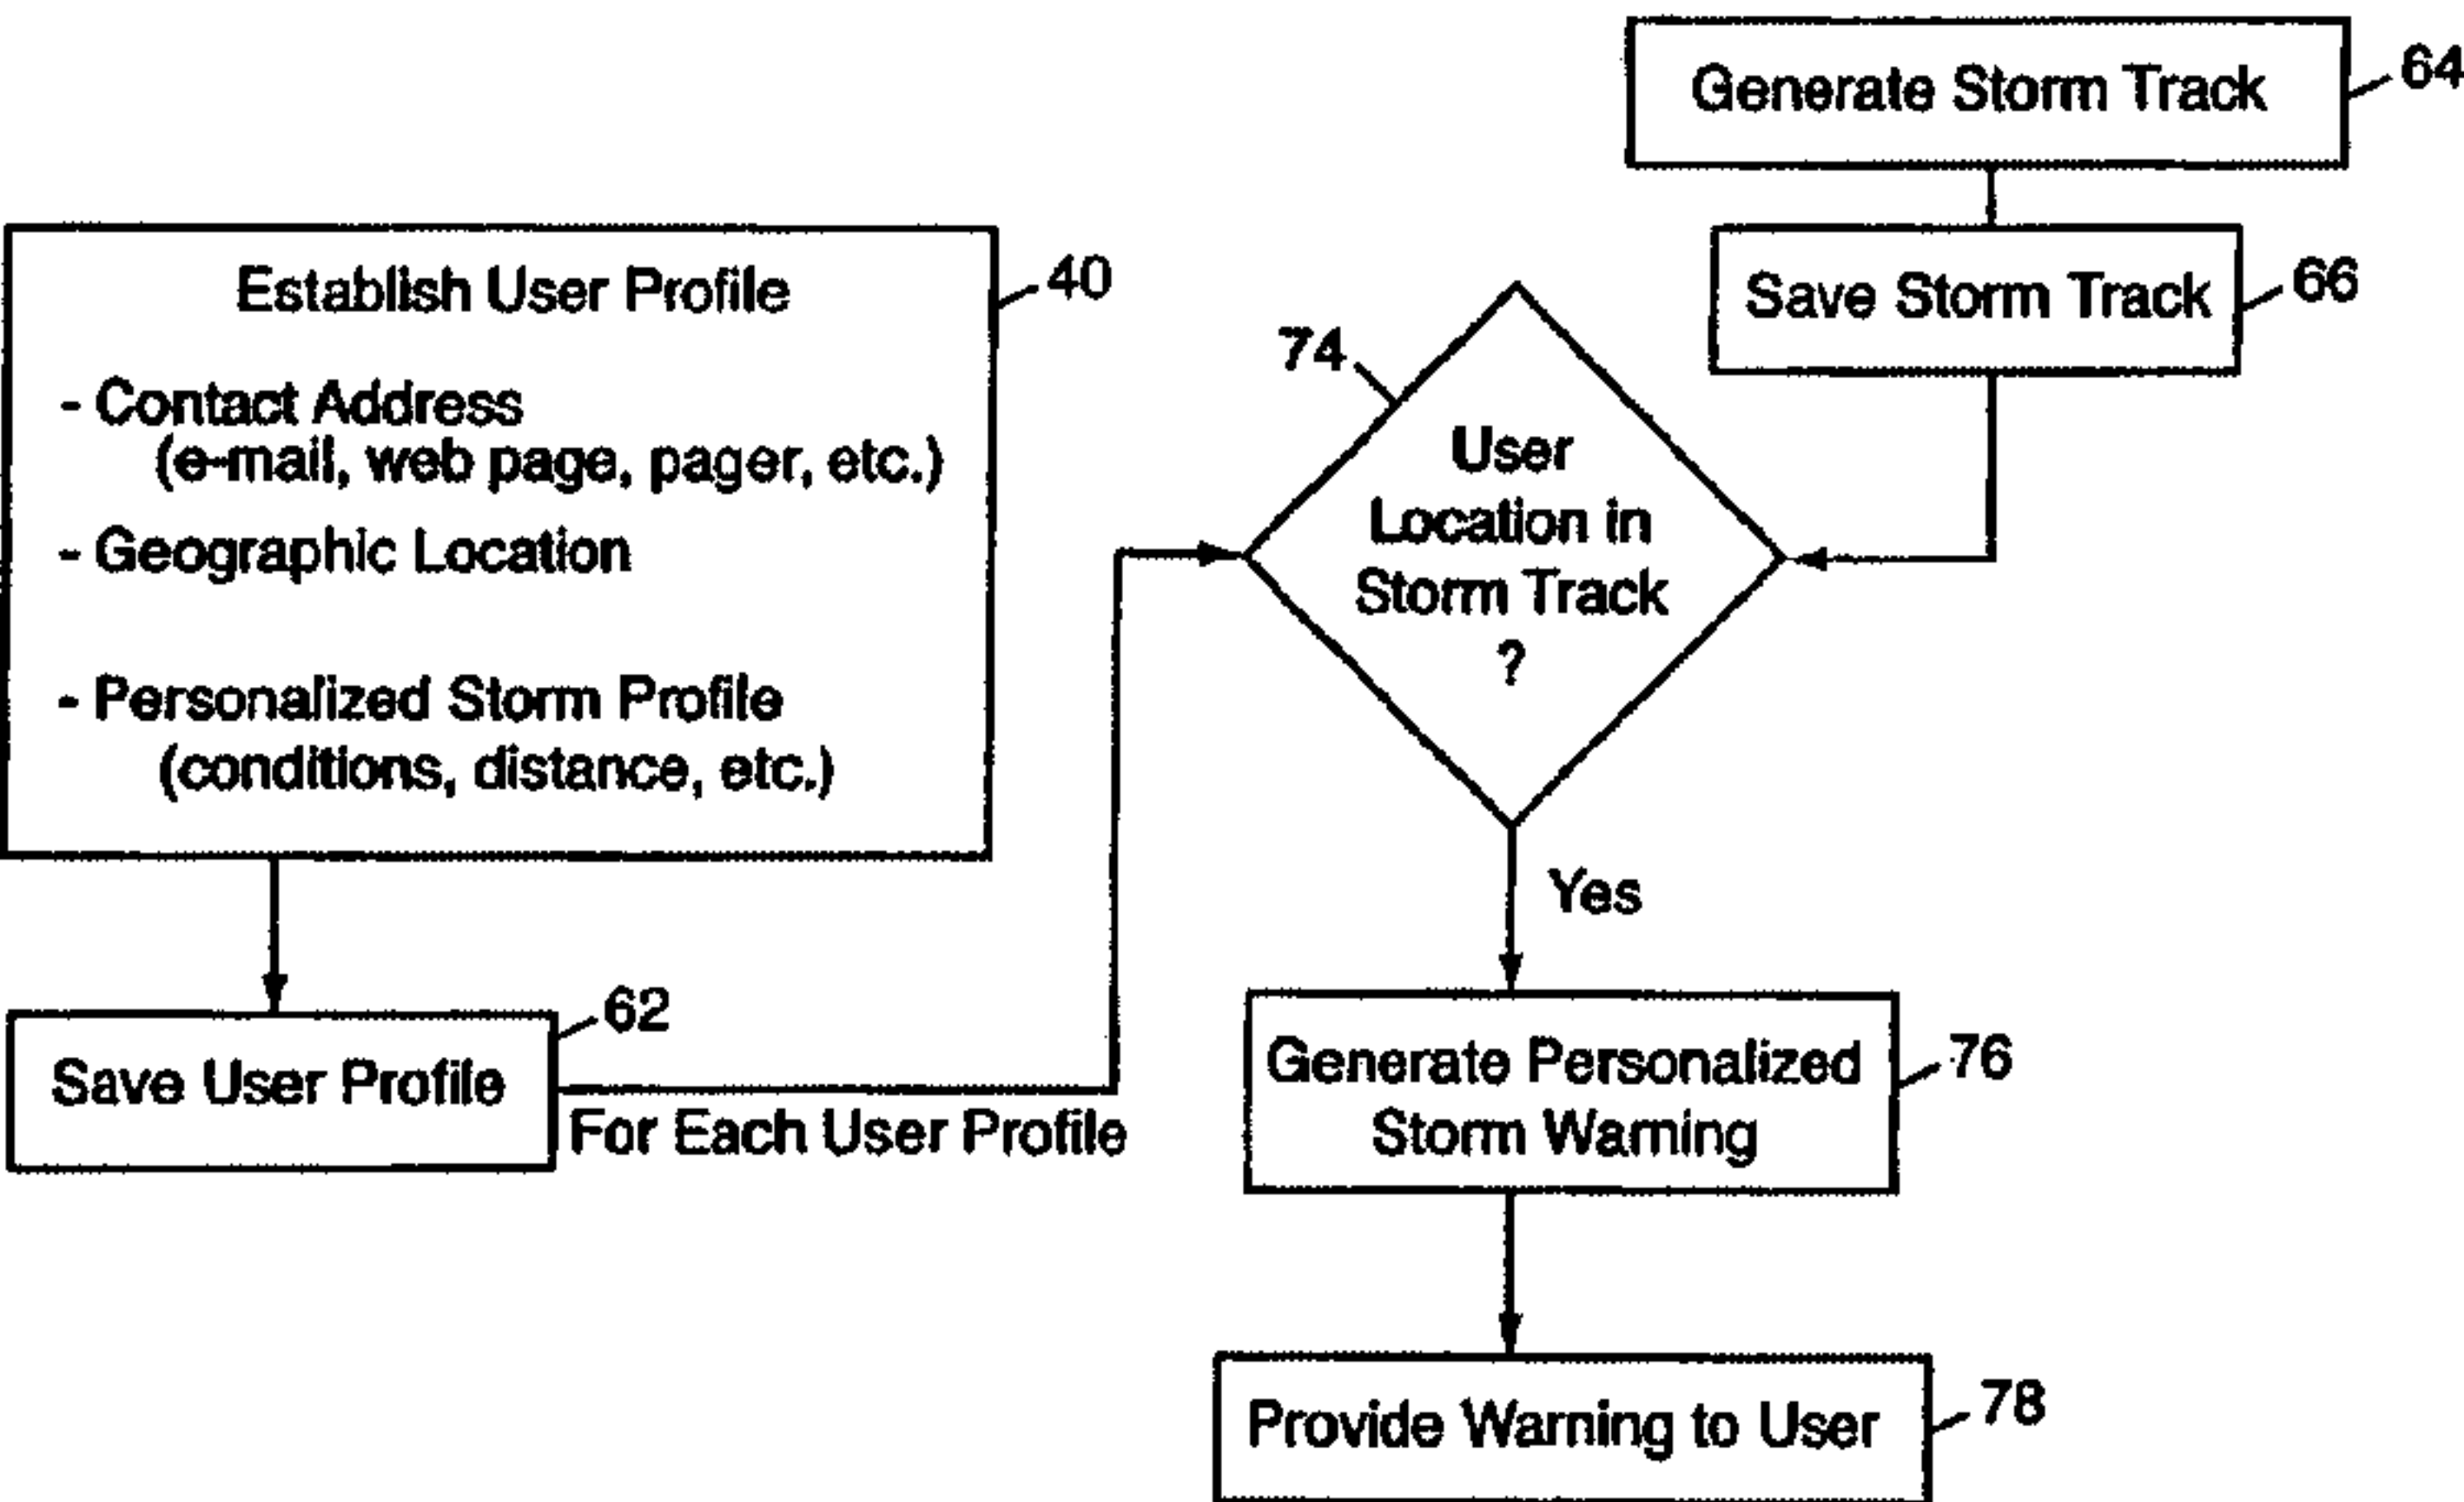 Generate Storm Track
64
Save Storm Track
66
Establish User Profile
40
- Contact Address
(e-mail, web page, pager, etc.)
- Geographic Location
- Personalized Storm Profile
(conditions, distance, etc.)
74
User
Location in
Storm Track
?
Yes
Save User Profile
62
For Each User Profile
Generate Personalized
Storm Warning
76
Provide Warning to User
78